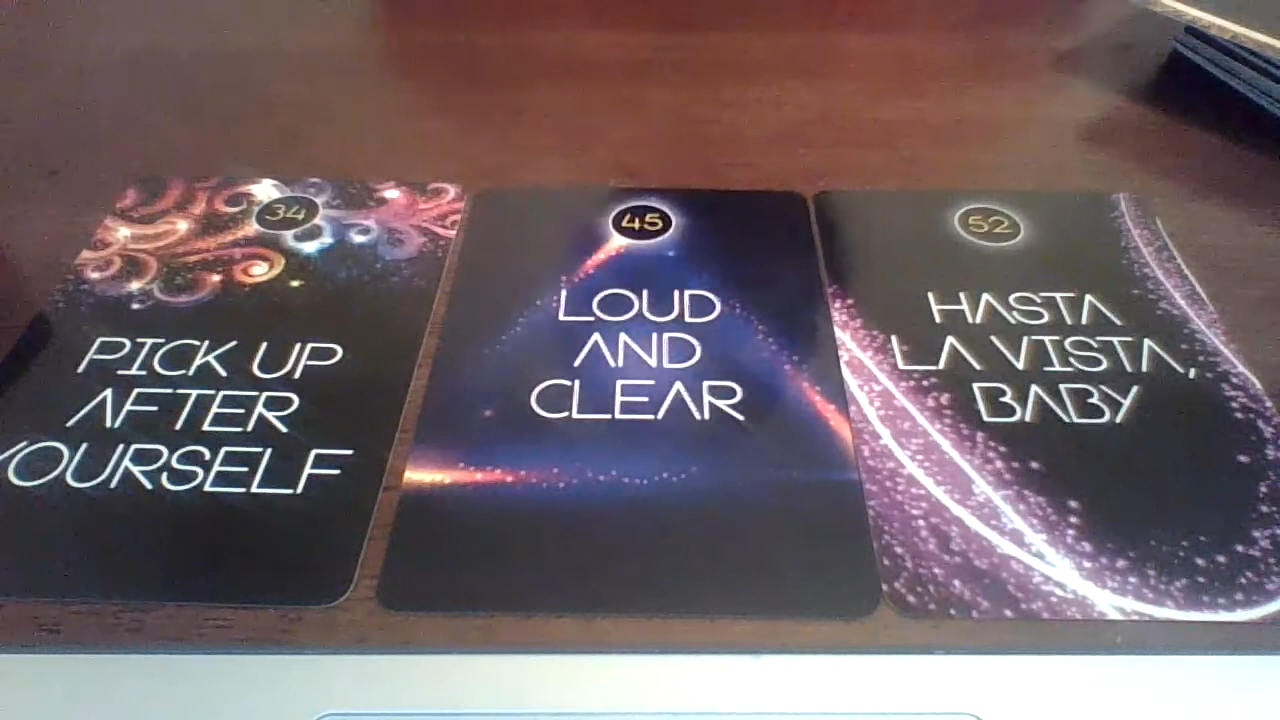 34
PICK UP
AFTER
YOURSELF
45
LOUD
AND
CLEAR
52
HASTA
LA VISTA,
BABY